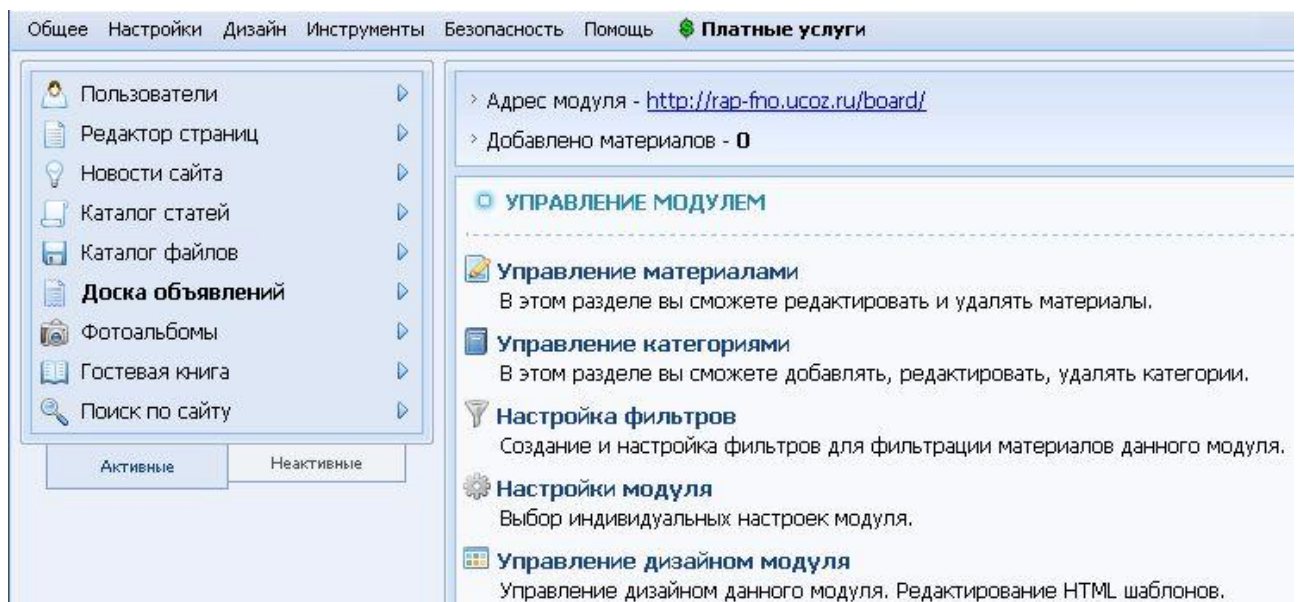 Общее Настройки Дизайн Инструменты Безопасность Помощь Платные услуги
Пользователи
Редактор страниц
Новости сайта
Каталог статей
Каталог файлов
Доска объявлений
Фотоальбомы
Гостевая книга
Поиск по сайту
Активные Неактивные
Адрес модуля - http://rap-fno.ucoz.ru/board/
Добавлено материалов - 0
УПРАВЛЕНИЕ МОДУЛЕМ
Управление материалами
В этом разделе вы сможете редактировать и удалять материалы.
Управление категориями
В этом разделе вы сможете добавлять, редактировать, удалять категории.
Настройка фильтров
Создание и настройка фильтров для фильтрации материалов данного модуля.
Настройки модуля
Выбор индивидуальных настроек модуля.
Управление дизайном модуля
Управление дизайном данного модуля. Редактирование HTML шаблонов.